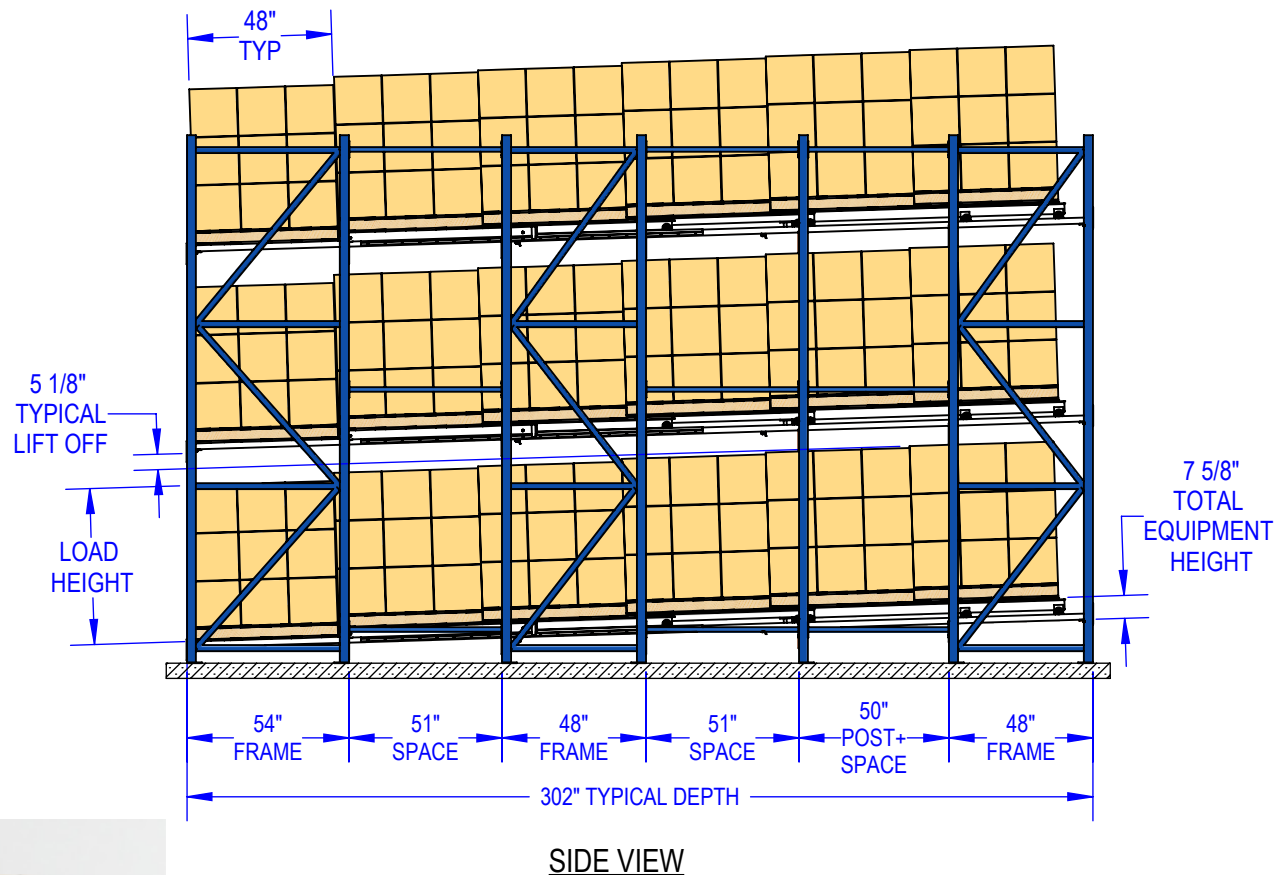 48"
TYP
5 1/8"
TYPICAL
LIFT OFF
LOAD
HEIGHT
7 5/8"
TOTAL
EQUIPMENT
HEIGHT
54"
FRAME
51"
SPACE
48"
FRAME
51"
SPACE
50"
POST+
SPACE
48"
FRAME
302" TYPICAL DEPTH
SIDE VIEW